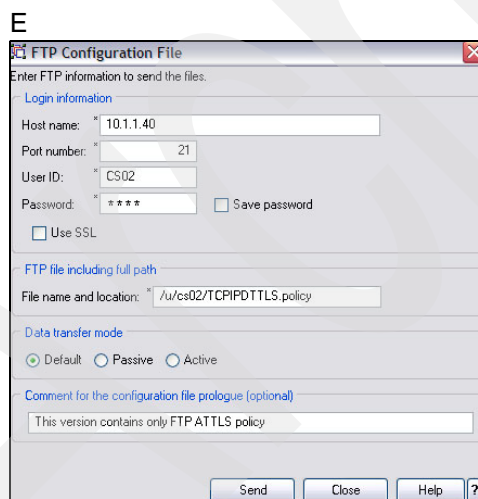 E
FTP Configuration File
Enter FTP information to send the files.
Login information
Host name: * 10.1.1.40
Port number: * 21
User ID: * CS02
Password: * **** Save password
Use SSL
FTP file including full path
File name and location: * /u/cs02/TCPIPDTTLS.policy
Data transfer mode
Default Passive Active
Comment for the configuration file prologue (optional)
This version contains only FTP ATTLS policy
Send Close Help ?